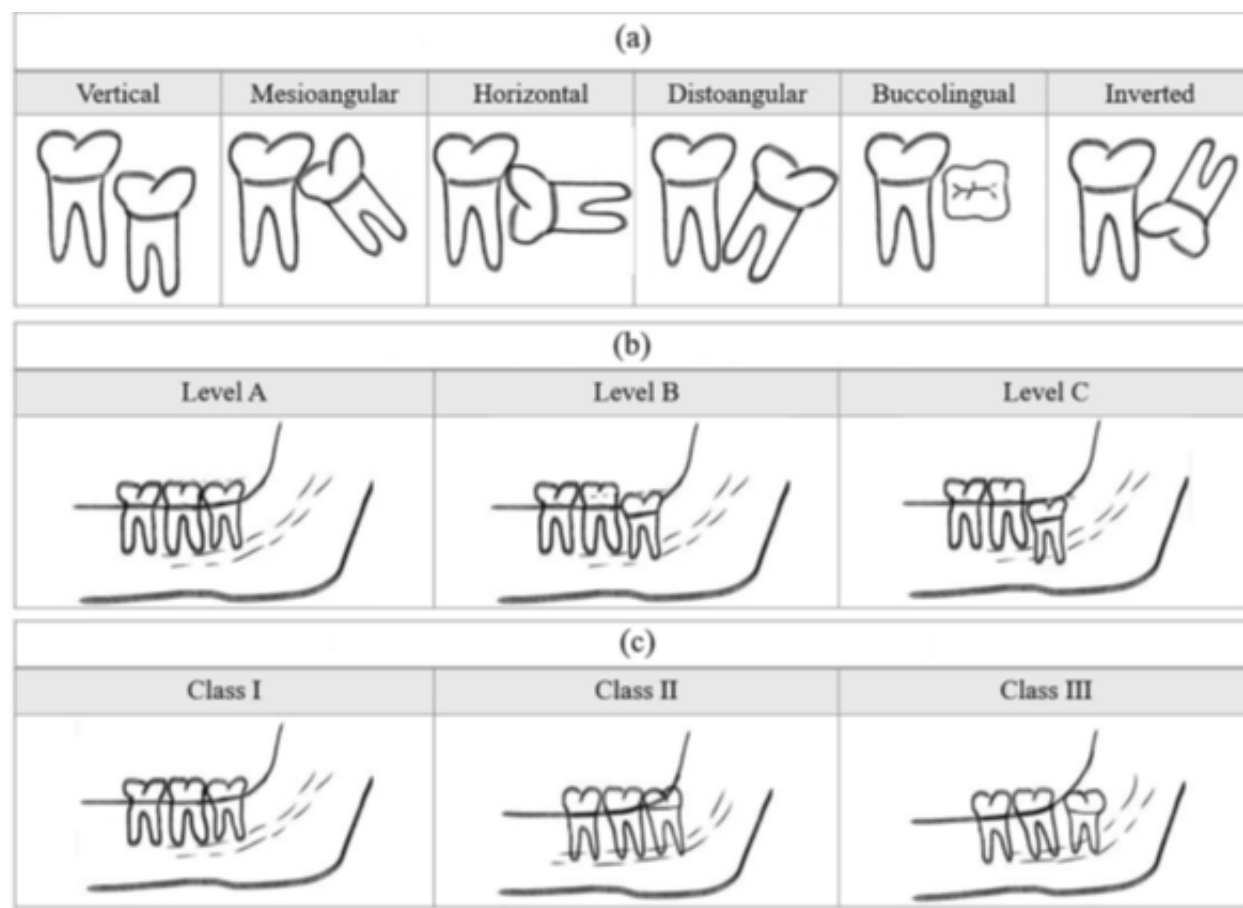 (a)
Vertical Mesioangular Horizontal Distoangular Buccolingual Inverted
(b)
Level A Level B Level C
(c)
Class I Class II Class III